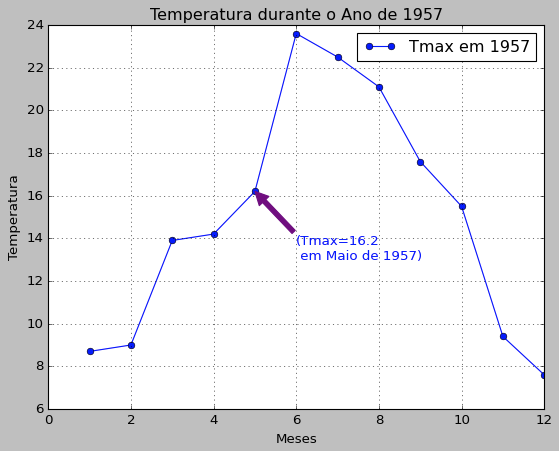 Temperatura durante o Ano de 1957
Tmax em 1957
Temperatura
24
22
20
18
16
14
12
10
8
6
(Tmax=16.2
em Maio de 1957)
0 2 4 6 8 10 12
Meses